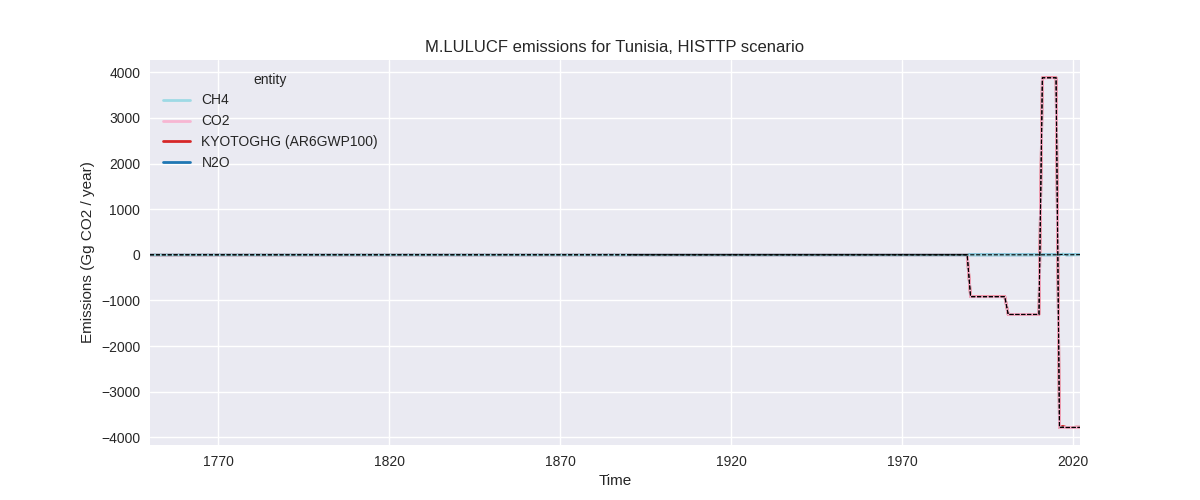 M.LULUCF emissions for Tunisia, HISTTP scenario
Emissions (Gg CO2 / year)
4000
3000
2000
1000
0
−1000
−2000
−3000
−4000
entity
CH4
CO2
KYOTOGHG (AR6GWP100)
N2O
1770 1820 1870 1920 1970 2020
Time